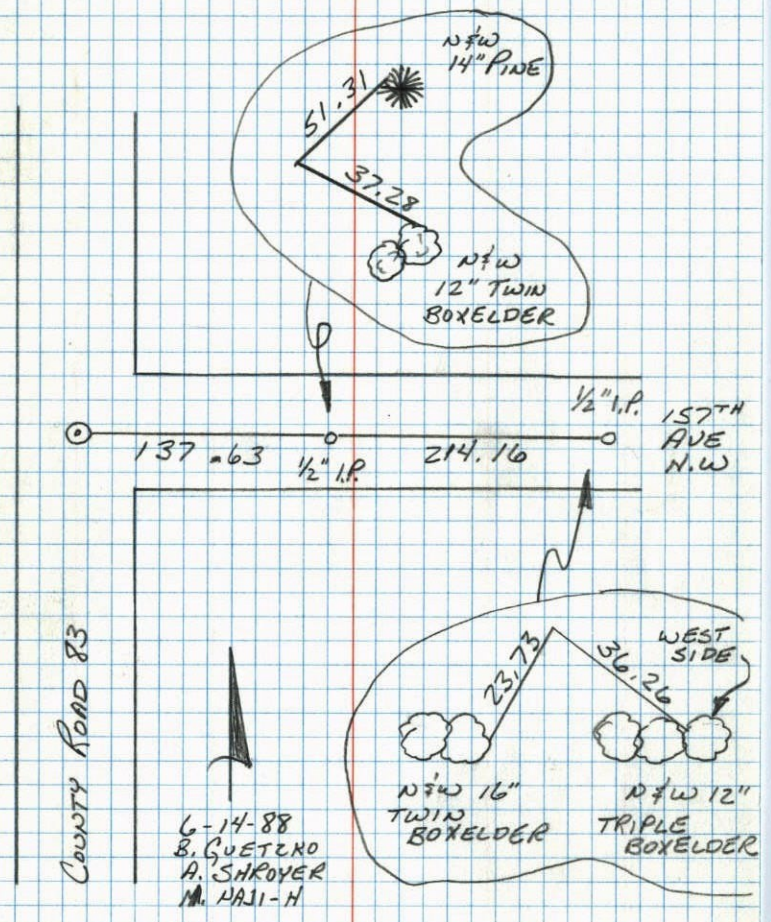 N&W
14" PINE
51.31
37.28
N&W
12" TWIN
BOXELDER
1/2" I.P.
157TH
AVE
N.W
137.63
1/2" I.P.
214.16
WEST
SIDE
23.73
36.26
COUNTY ROAD 83
N&W 16"
TWIN
BOXELDER
N&W 12"
TRIPLE
BOXELDER
6-14-88
B. GUETZKO
A. SHROYER
M. NAJI-H